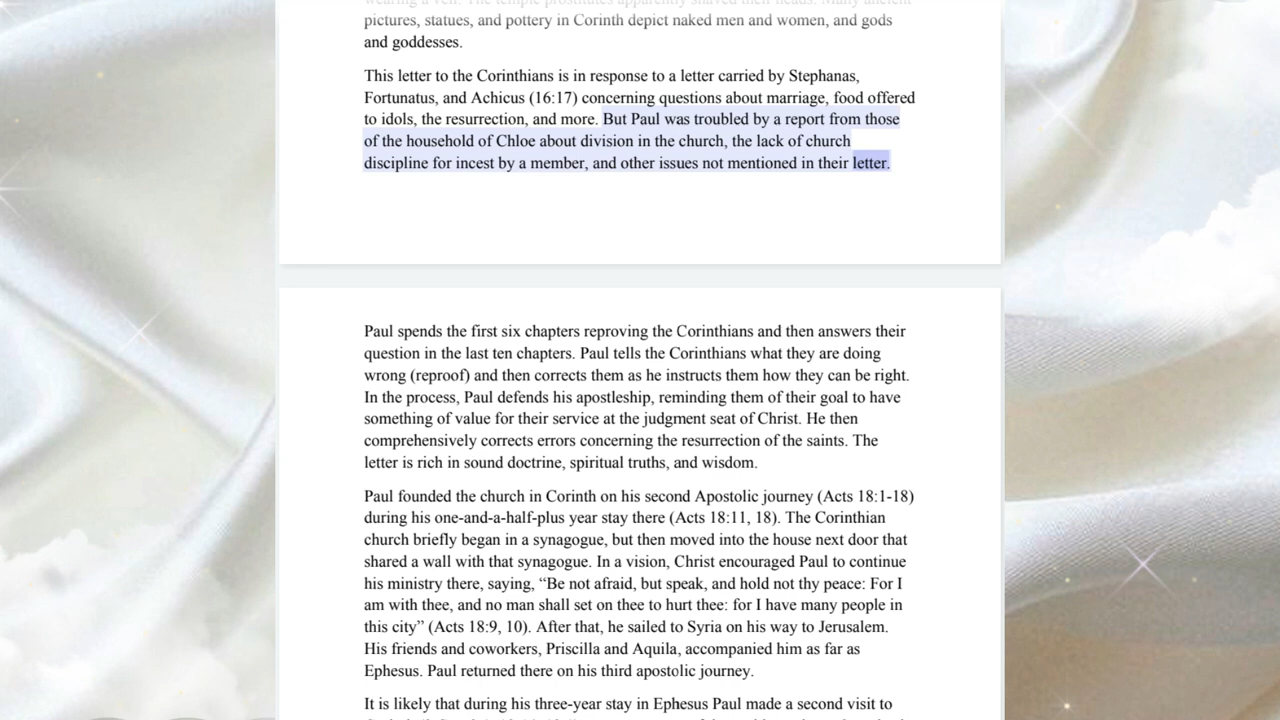 wearing a veil. The temple prostitutes apparently shaved their heads. Many ancient
pictures, statues, and pottery in Corinth depict naked men and women, and gods
and goddesses.
This letter to the Corinthians is in response to a letter carried by Stephanas,
Fortunatus, and Achicus (16:17) concerning questions about marriage, food offered
to idols, the resurrection, and more. But Paul was troubled by a report from those
of the household of Chloe about division in the church, the lack of church
discipline for incest by a member, and other issues not mentioned in their letter.
Paul spends the first six chapters reproving the Corinthians and then answers their
question in the last ten chapters. Paul tells the Corinthians what they are doing
wrong (reproof) and then corrects them as he instructs them how they can be right.
In the process, Paul defends his apostleship, reminding them of their goal to have
something of value for their service at the judgment seat of Christ. He then
comprehensively corrects errors concerning the resurrection of the saints. The
letter is rich in sound doctrine, spiritual truths, and wisdom.
Paul founded the church in Corinth on his second Apostolic journey (Acts 18:1-18)
during his one-and-a-half-plus year stay there (Acts 18:11, 18). The Corinthian
church briefly began in a synagogue, but then moved into the house next door that
shared a wall with that synagogue. In a vision, Christ encouraged Paul to continue
his ministry there, saying, “Be not afraid, but speak, and hold not thy peace: For I
am with thee, and no man shall set on thee to hurt thee: for I have many people in
this city” (Acts 18:9, 10). After that, he sailed to Syria on his way to Jerusalem.
His friends and coworkers, Priscilla and Aquila, accompanied him as far as
Ephesus. Paul returned there on his third apostolic journey.
It is likely that during his three-year stay in Ephesus Paul made a second visit to